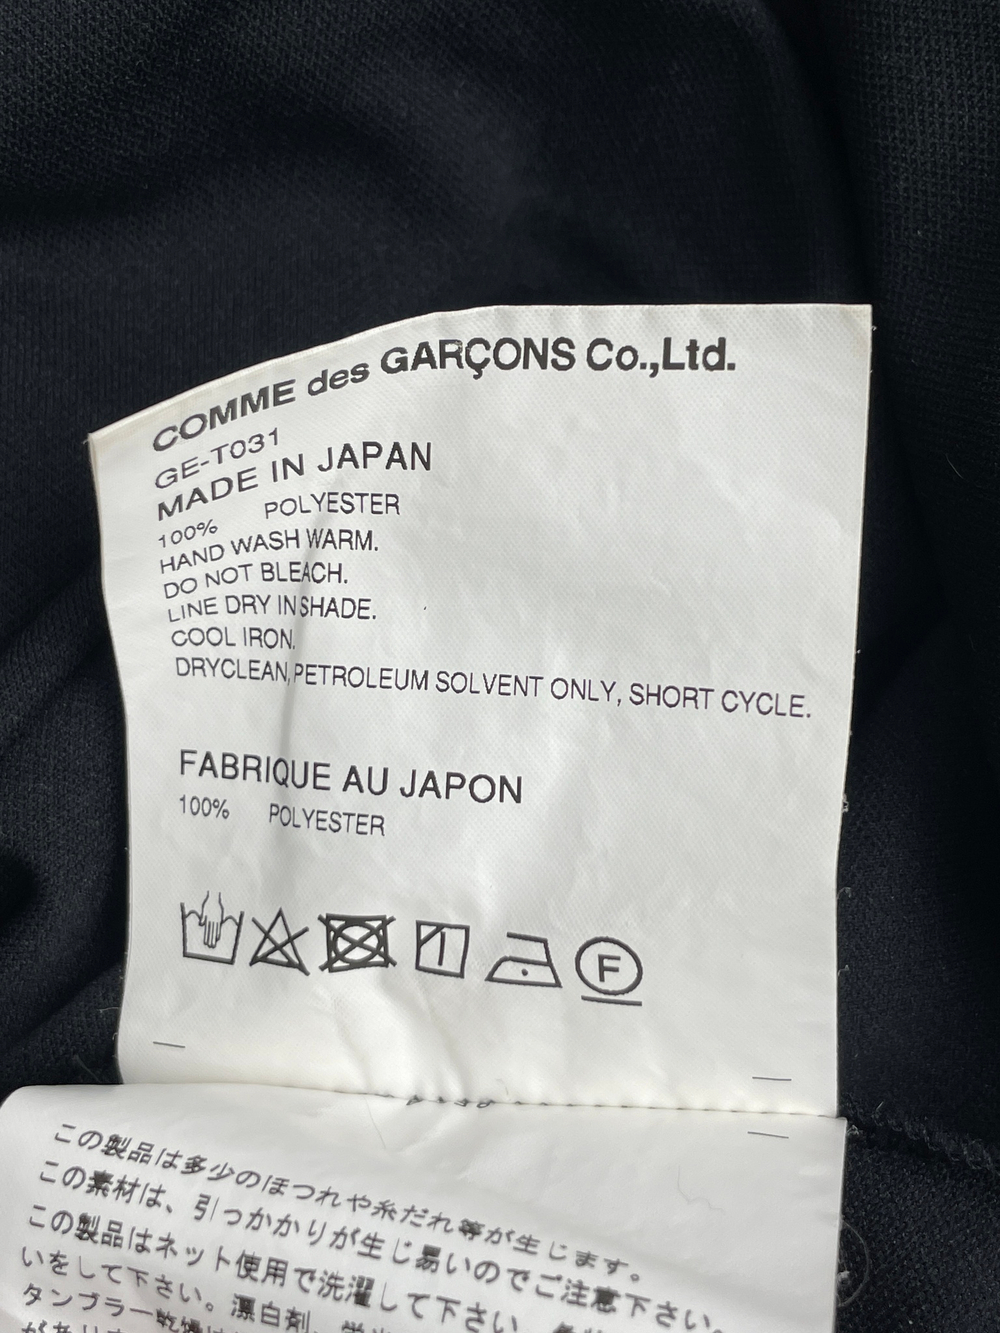 COMME des GARÇONS Co.,Ltd.
GE-T031
MADE IN JAPAN
100% POLYESTER
HAND WASH WARM.
DO NOT BLEACH.
LINE DRY IN SHADE.
COOL IRON.
DRYCLEAN, PETROLEUM SOLVENT ONLY, SHORT CYCLE.
FABRIQUE AU JAPON
100% POLYESTER
F
この製品は多少のほつれや糸だれ等が生じます。
この素材は、引っかかりが生じ易いのでご注意下さい。
この製品はネット使用で洗濯して下さい
いをして下さい。漂白剤、
タンブラー乾燥は